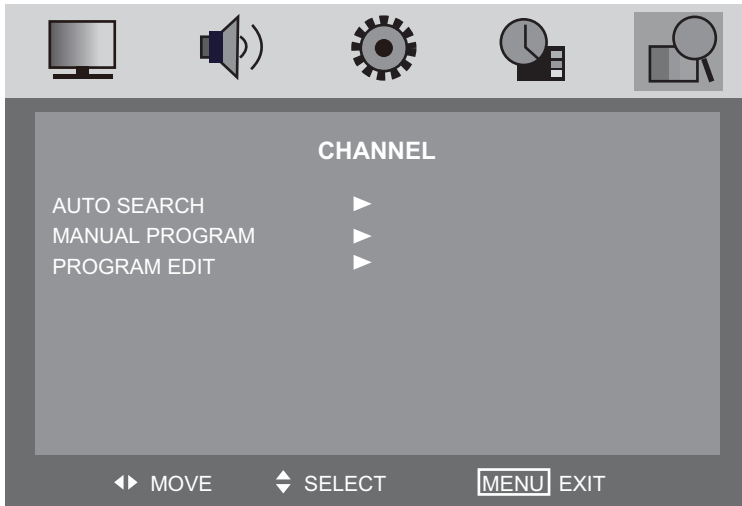 CHANNEL
AUTO SEARCH
MANUAL PROGRAM
PROGRAM EDIT
MOVE SELECT MENU EXIT